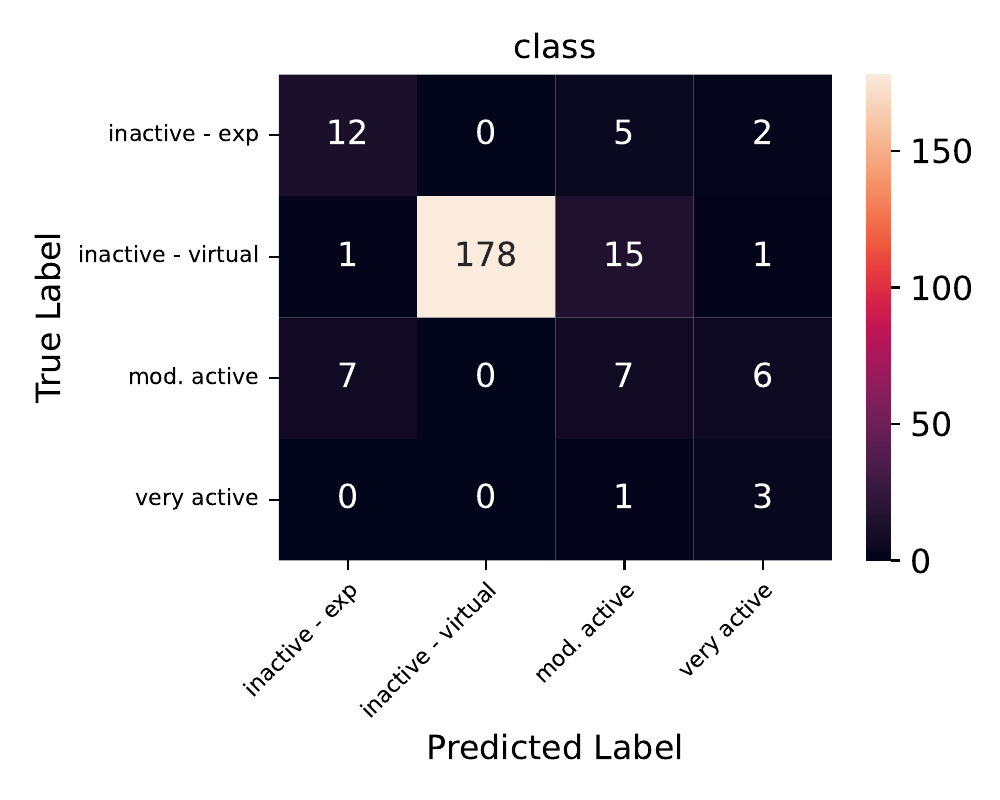 class
inactive - exp 12 0 5 2
inactive - virtual 1 178 15 1
mod. active 7 0 7 6
very active 0 0 1 3
True Label
inactive - exp
inactive - virtual
mod. active
very active
Predicted Label
150
100
50
0